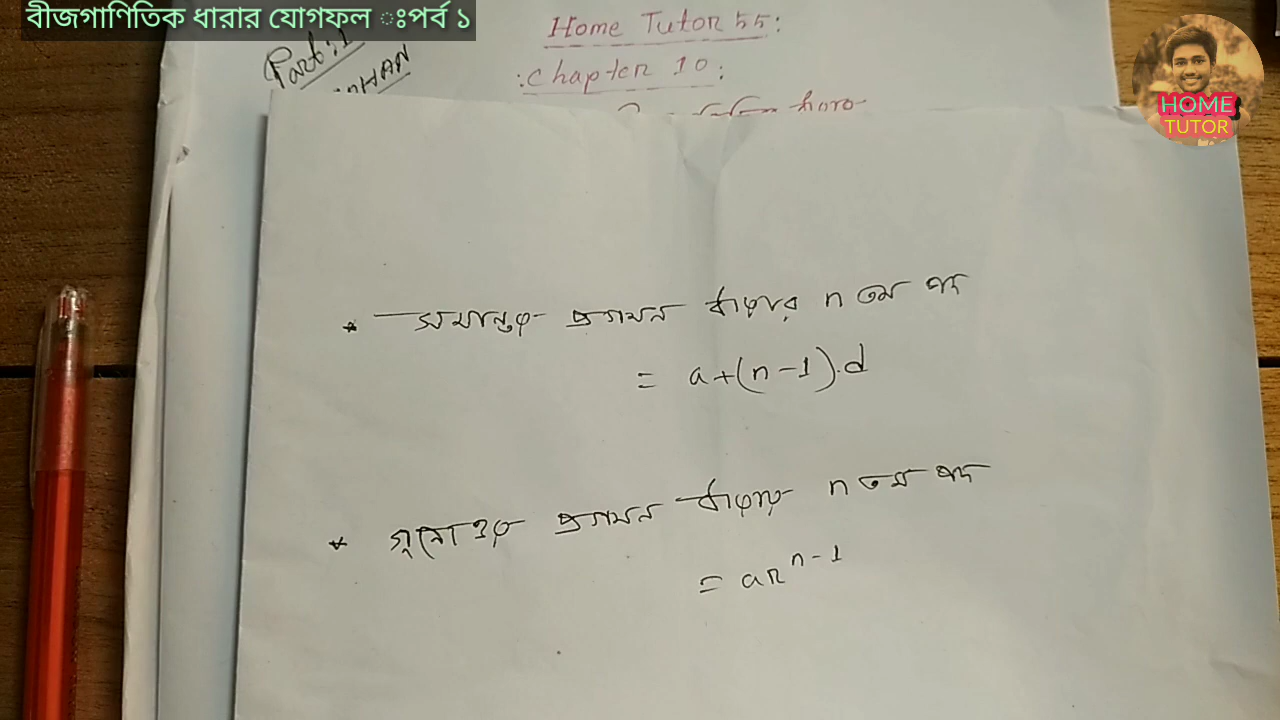 বীজগাণিতিক ধারার যোগফল ঃপর্ব ১
Part:1
Home Tutor 55:
:Chapter 10:
HOME
TUTOR
* সমান্তর প্রগমন ধারার n তম পদ
= a+(n-1).d
* গুনোত্তর প্রগমন ধারার n তম পদ
= ar^{n-1}